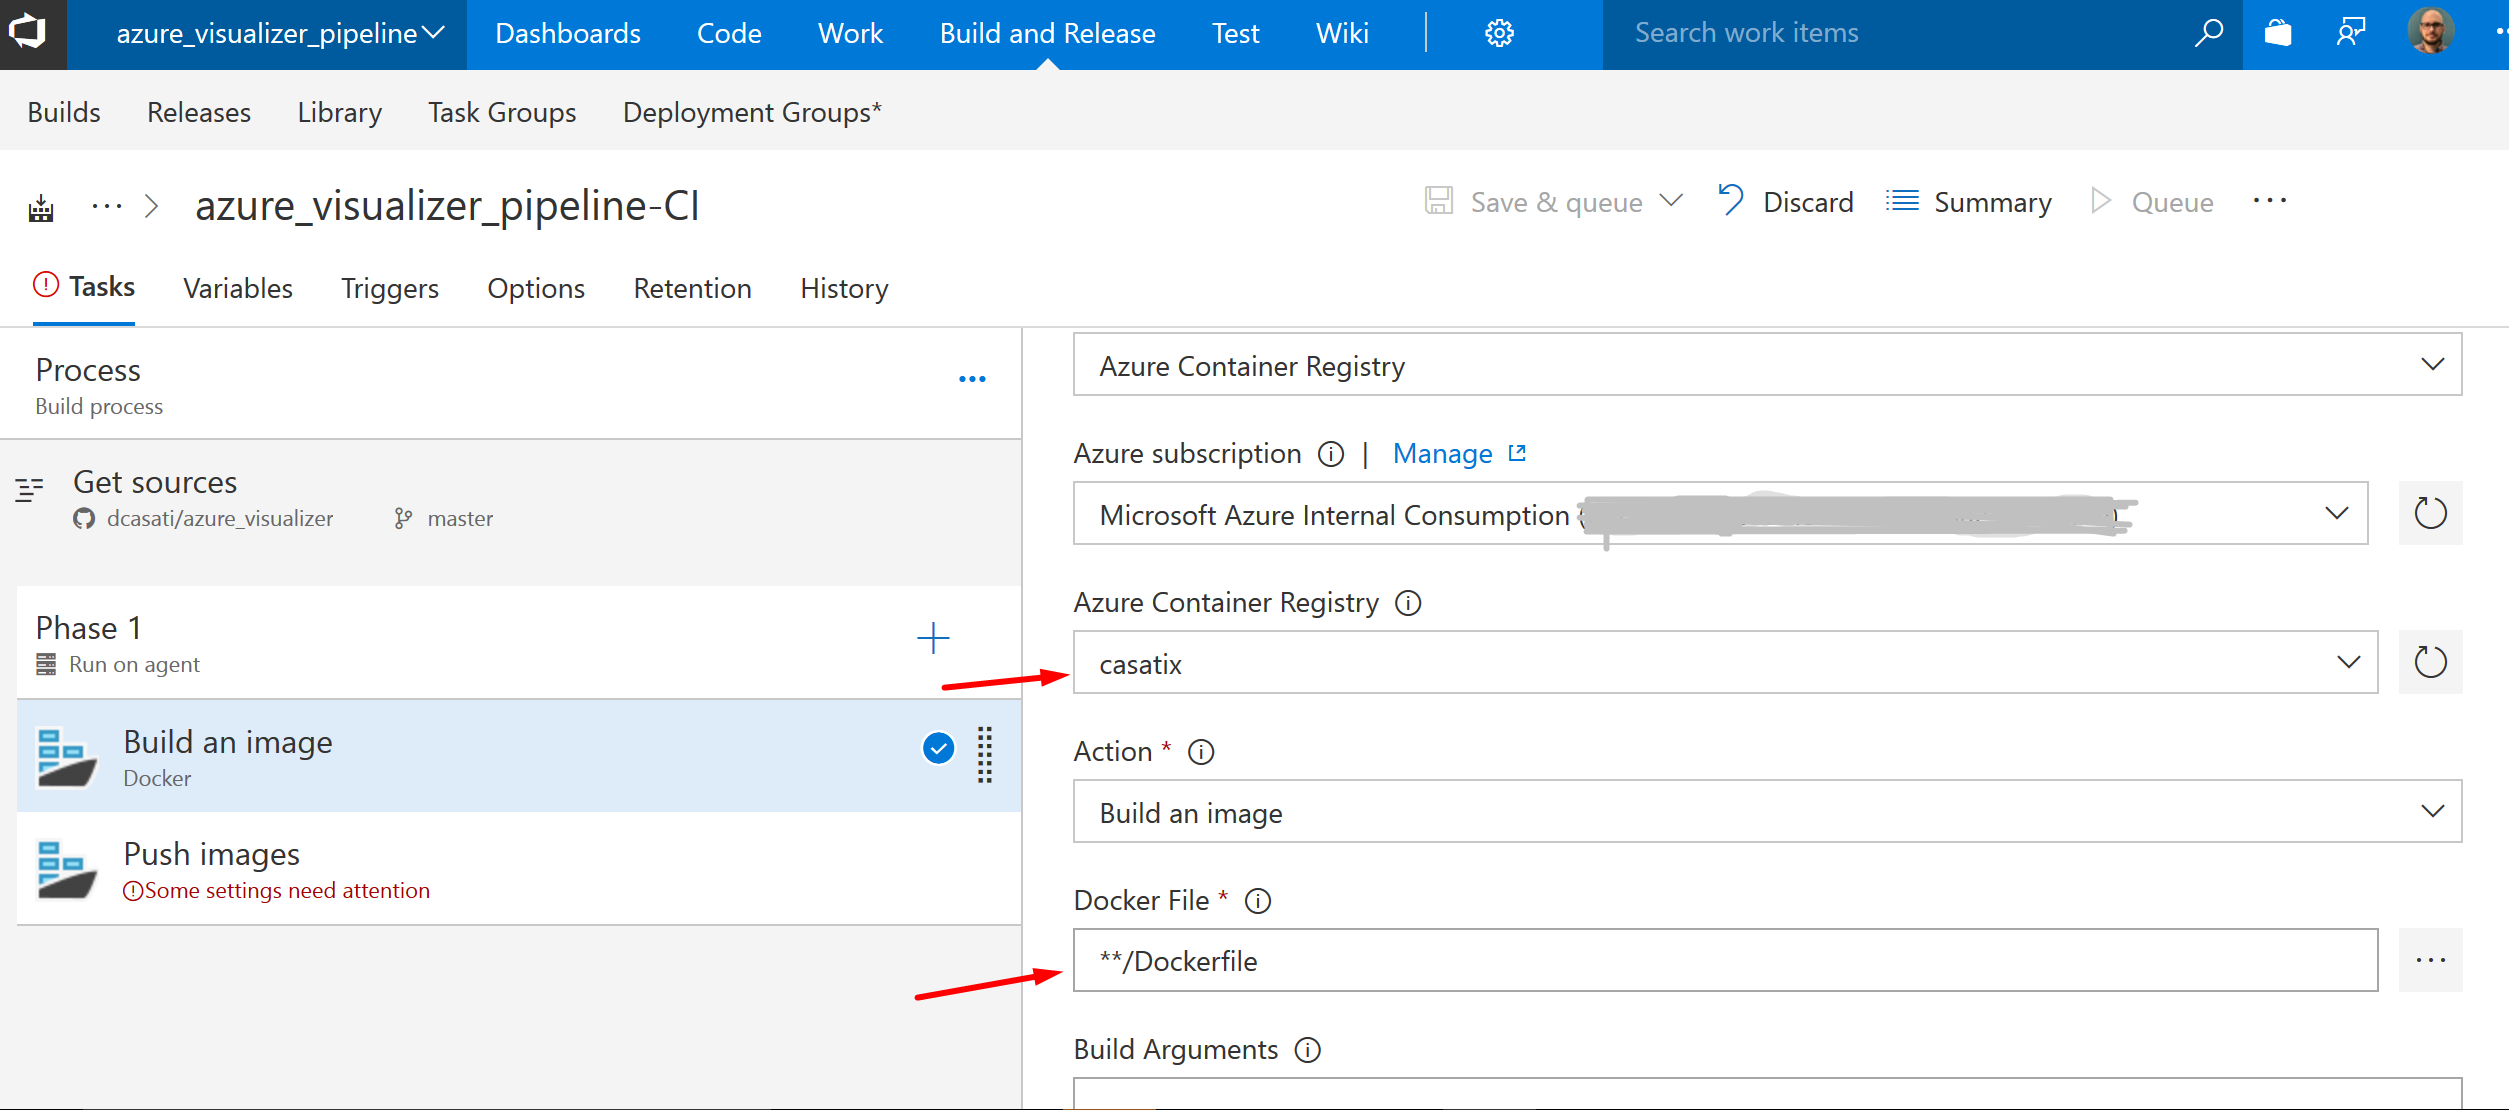 azure_visualizer_pipeline Dashboards Code Work Build and Release Test Wiki Search work items
Builds Releases Library Task Groups Deployment Groups*
azure_visualizer_pipeline-CI Save & queue Discard Summary Queue
Tasks Variables Triggers Options Retention History
Process
Build process
Get sources
dcasati/azure_visualizer master
Phase 1
Run on agent
Build an image
Docker
Push images
Some settings need attention
Azure Container Registry
Azure subscription | Manage
Microsoft Azure Internal Consumption (
Azure Container Registry
casatix
Action *
Build an image
Docker File *
**/Dockerfile
Build Arguments